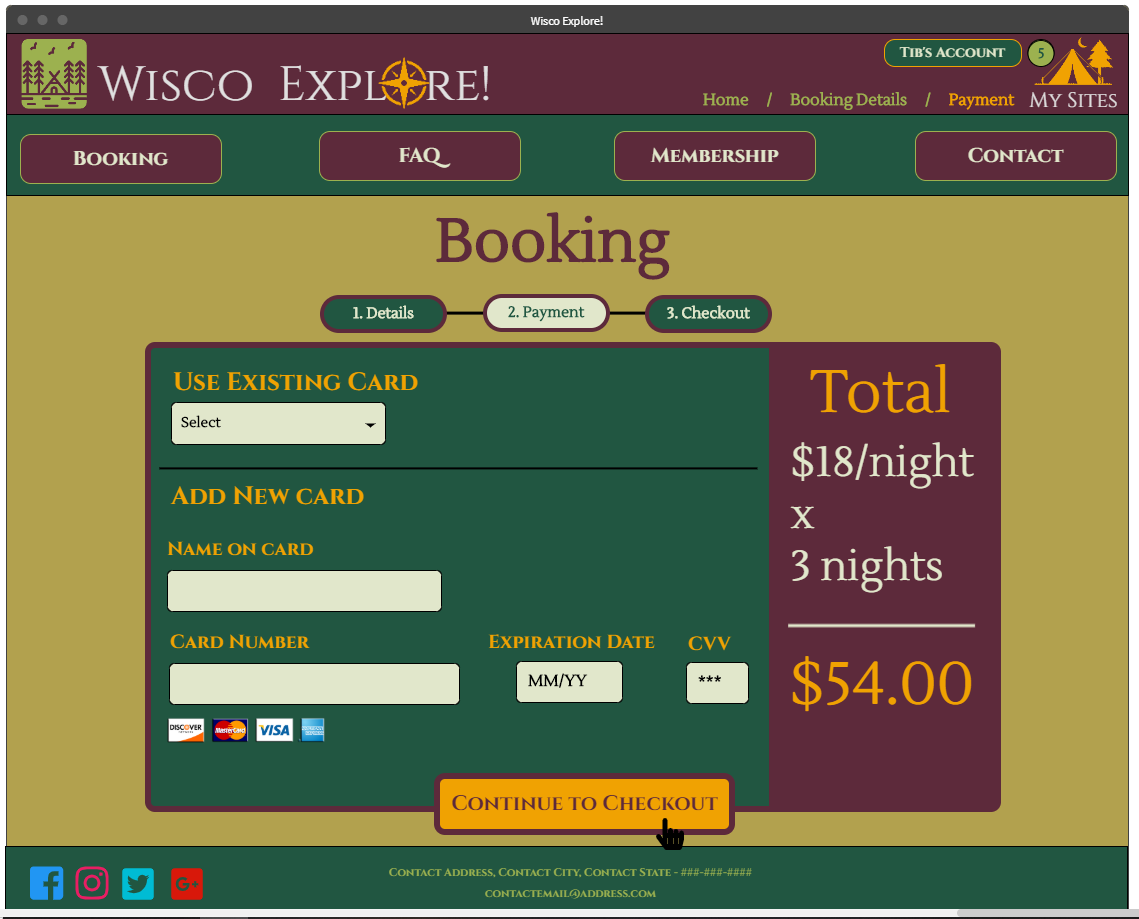 Wisco Explore!
Wisco Explore!
Tib's Account
5
Home / Booking Details / Payment
My Sites
Booking
FAQ
Membership
Contact
Booking
1. Details
2. Payment
3. Checkout
Use Existing Card
Select
Add New card
Name on card
Card Number
Expiration Date
CVV
MM/YY
***
DISCOVER
MasterCard
VISA
Continue to Checkout
Total
$18/night
x
3 nights
$54.00
Contact Address, Contact City, Contact State - ###-###-####
contactemail@address.com
G+